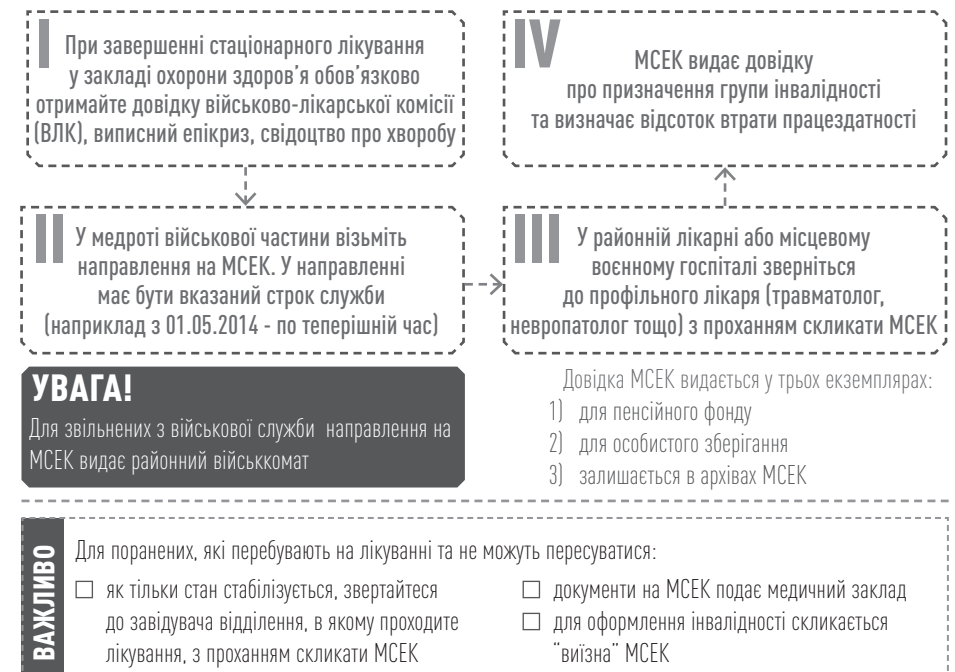 I
При завершенні стаціонарного лікування
у закладі охорони здоров’я обов’язково
отримайте довідку військово-лікарської комісії
(ВЛК), виписний епікриз, свідоцтво про хворобу
II
У медроті військової частини візьміть
направлення на МСЕК. У направленні
має бути вказаний строк служби
(наприклад з 01.05.2014 - по теперішній час)
III
У районній лікарні або місцевому
воєнному госпіталі зверніться
до профільного лікаря (травматолог,
невропатолог тощо) з проханням скликати МСЕК
IV
МСЕК видає довідку
про призначення групи інвалідності
та визначає відсоток втрати працездатності
УВАГА!
Для звільнених з військової служби направлення на
МСЕК видає районний військкомат
Довідка МСЕК видається у трьох екземплярах:
1) для пенсійного фонду
2) для особистого зберігання
3) залишається в архівах МСЕК
ВАЖЛИВО
Для поранених, які перебувають на лікуванні та не можуть пересуватися:
☐ як тільки стан стабілізується, звертайтеся
до завідувача відділення, в якому проходите
лікування, з проханням скликати МСЕК
☐ документи на МСЕК подає медичний заклад
☐ для оформлення інвалідності скликається
"виїзна" МСЕК